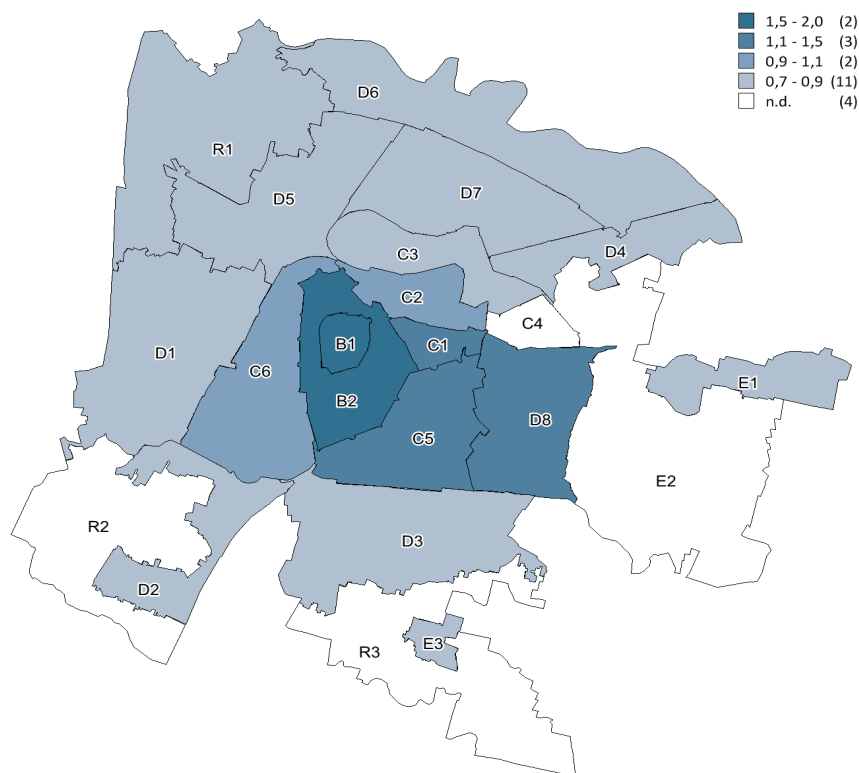 1,5 - 2,0 (2)
1,1 - 1,5 (3)
0,9 - 1,1 (2)
0,7 - 0,9 (11)
n.d. (4)
D6
R1
D7
D5
D4
C3
C2
C4
B1
C1
D1
C6
E1
B2
D8
C5
E2
R2
D3
D2
E3
R3